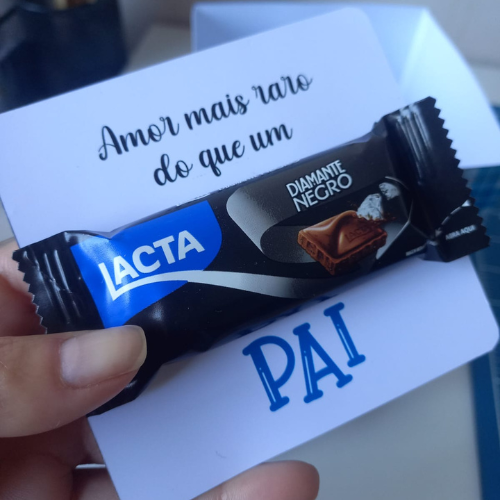 Amor mais raro
do que um
DIAMANTE
NEGRO
LACTA
PAI